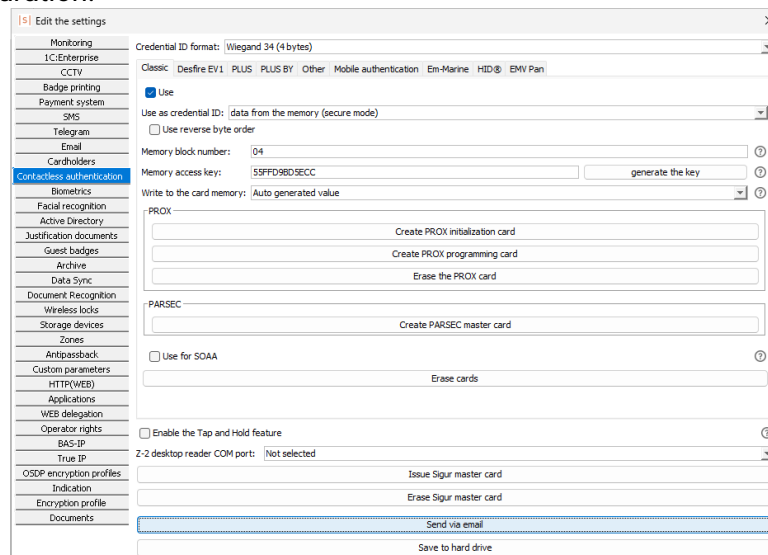 Edit the settings
Monitoring
1C:Enterprise
CCTV
Badge printing
Payment system
SMS
Telegram
Email
Cardholders
Contactless authentication
Biometrics
Facial recognition
Active Directory
Justification documents
Guest badges
Archive
Data Sync
Document Recognition
Wireless locks
Storage devices
Zones
Antipassback
Custom parameters
HTTP(WEB)
Applications
WEB delegation
Operator rights
BAS-IP
True IP
OSDP encryption profiles
Indication
Encryption profile
Documents
Credential ID format: Wiegand 34 (4 bytes)
Classic Desfire EV1 PLUS PLUS BY Other Mobile authentication Em-Marine HID® EMV Pan
Use
Use as credential ID: data from the memory (secure mode)
Use reverse byte order
Memory block number: 04
Memory access key: 55FFD9BD5ECC generate the key
Write to the card memory: Auto generated value
PROX
Create PROX initialization card
Create PROX programming card
Erase the PROX card
PARSEC
Create PARSEC master card
Use for SOAA
Erase cards
Enable the Tap and Hold feature
Z-2 desktop reader COM port: Not selected
Issue Sigur master card
Erase Sigur master card
Send via email
Save to hard drive